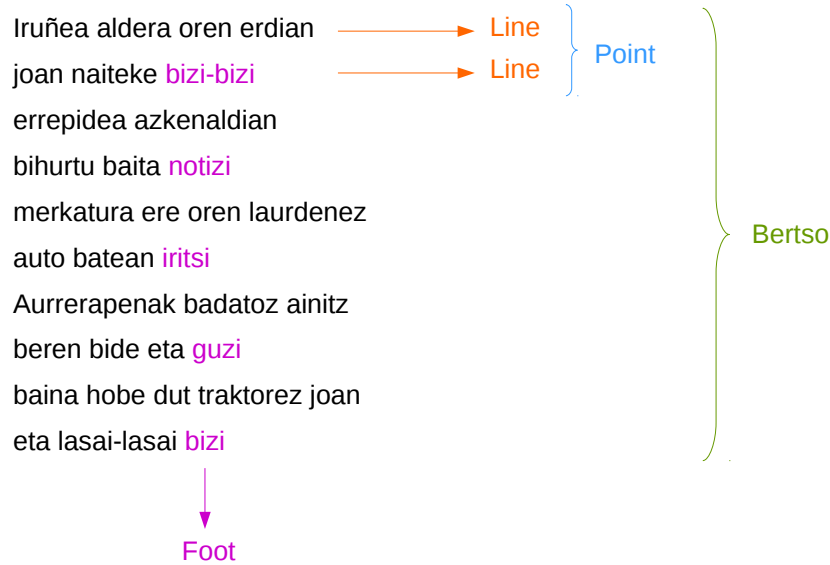 Iruñea aldera oren erdian Line
joan naiteke bizi-bizi Line
Point
errepidea azkenaldian
bihurtu baita notizi
merkatura ere oren laurdenez
auto batean iritsi
Bertso
Aurrerapenak badatoz ainitz
beren bide eta guzi
baina hobe dut traktorez joan
eta lasai-lasai bizi
Foot